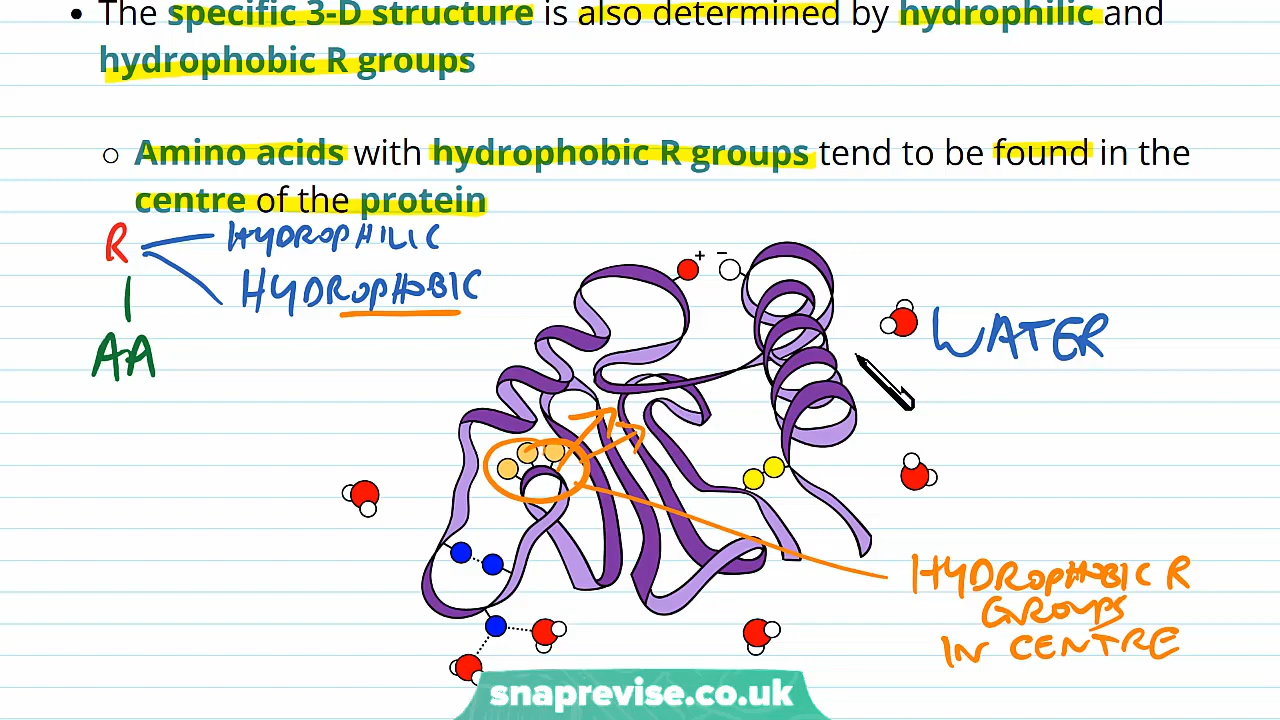 • The specific 3-D structure is also determined by hydrophilic and
hydrophobic R groups
○ Amino acids with hydrophobic R groups tend to be found in the
centre of the protein
R HYDROPHILIC
HYDROPHOBIC
AA
+ −
WATER
HYDROPHOBIC R
GROUPS
IN CENTRE
snaprevise.co.uk